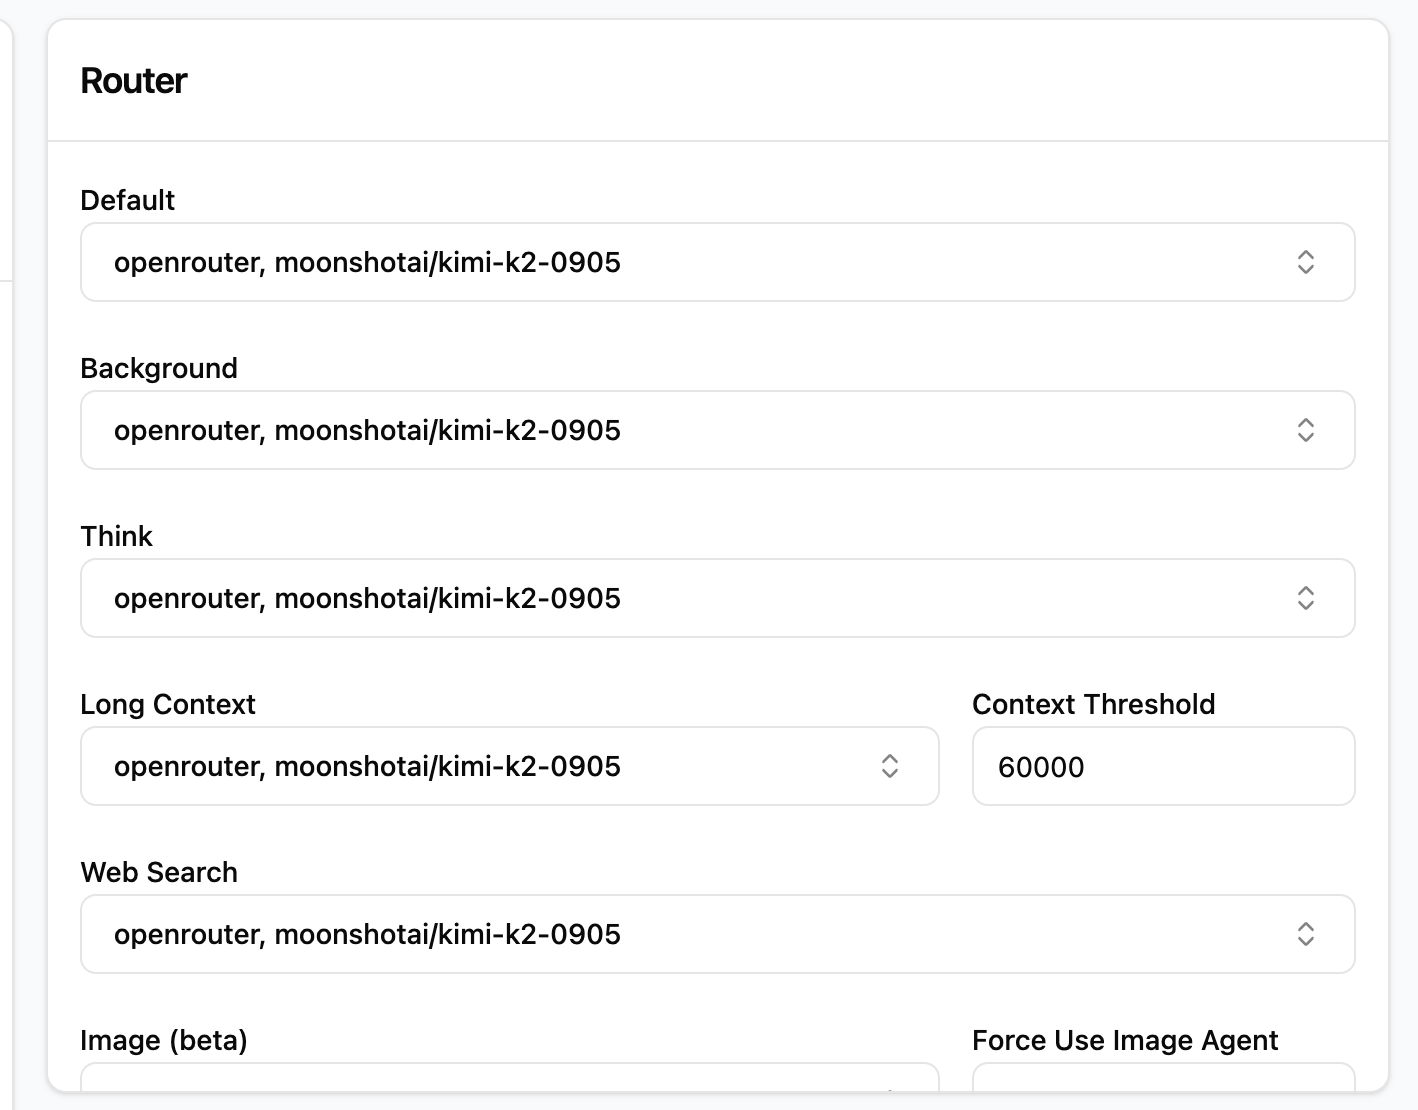 Router
Default
openrouter, moonshotai/kimi-k2-0905
Background
openrouter, moonshotai/kimi-k2-0905
Think
openrouter, moonshotai/kimi-k2-0905
Long Context
Context Threshold
openrouter, moonshotai/kimi-k2-0905
60000
Web Search
openrouter, moonshotai/kimi-k2-0905
Image (beta)
Force Use Image Agent